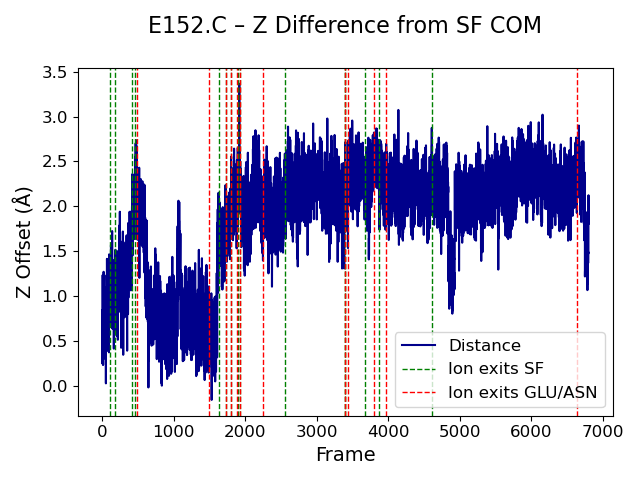 E152.C – Z Difference from SF COM
Z Offset (Å)
3.5
3.0
2.5
2.0
1.5
1.0
0.5
0.0
Distance
Ion exits SF
Ion exits GLU/ASN
0
1000
2000
3000
4000
5000
6000
7000
Frame